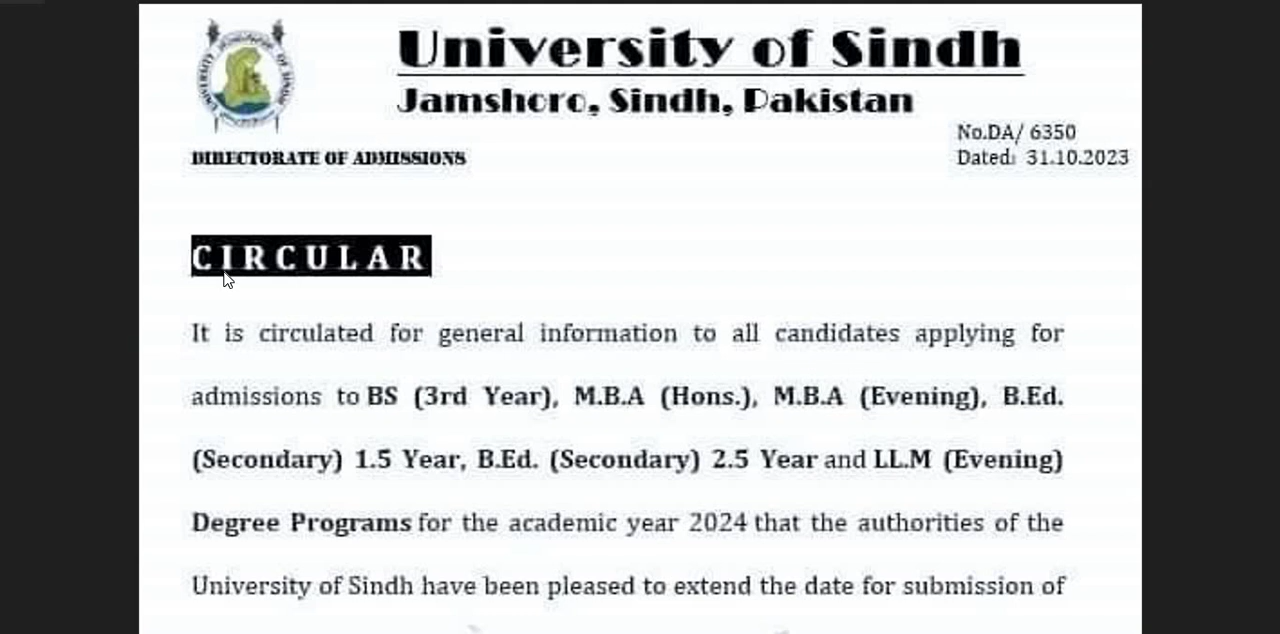 University of Sindh
Jamshoro, Sindh, Pakistan
No.DA/ 6350
DIRECTORATE OF ADMISSIONS
Dated: 31.10.2023
CIRCULAR
It is circulated for general information to all candidates applying for
admissions to BS (3rd Year), M.B.A (Hons.), M.B.A (Evening), B.Ed.
(Secondary) 1.5 Year, B.Ed. (Secondary) 2.5 Year and LL.M (Evening)
Degree Programs for the academic year 2024 that the authorities of the
University of Sindh have been pleased to extend the date for submission of